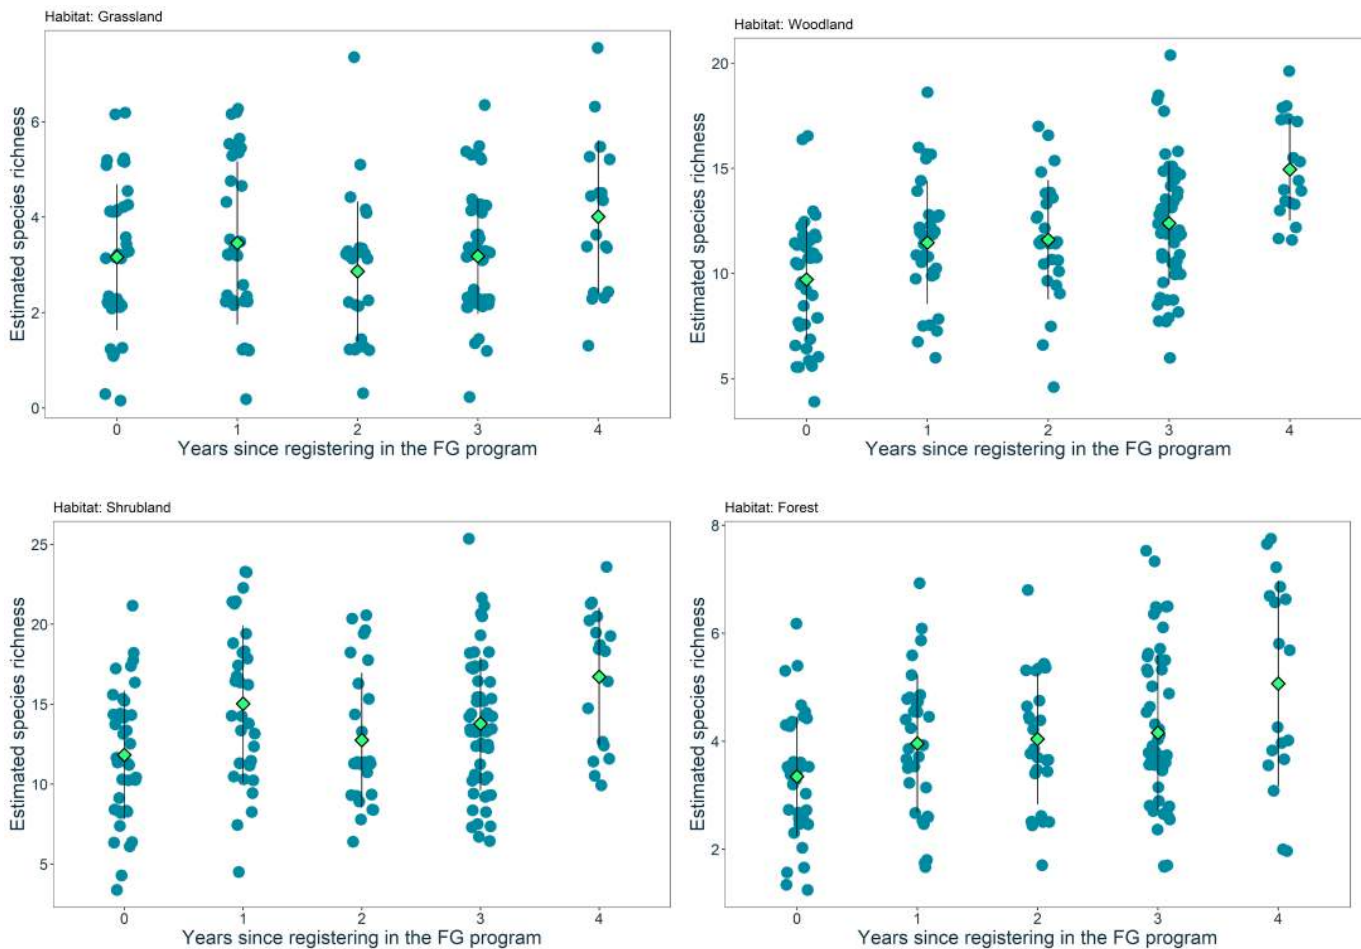 Habitat: Grassland
Estimated species richness
6
4
2
0
0 1 2 3 4
Years since registering in the FG program
Habitat: Woodland
Estimated species richness
20
15
10
5
0 1 2 3 4
Years since registering in the FG program
Habitat: Shrubland
Estimated species richness
25
20
15
10
5
0 1 2 3 4
Years since registering in the FG program
Habitat: Forest
Estimated species richness
8
6
4
2
0 1 2 3 4
Years since registering in the FG program